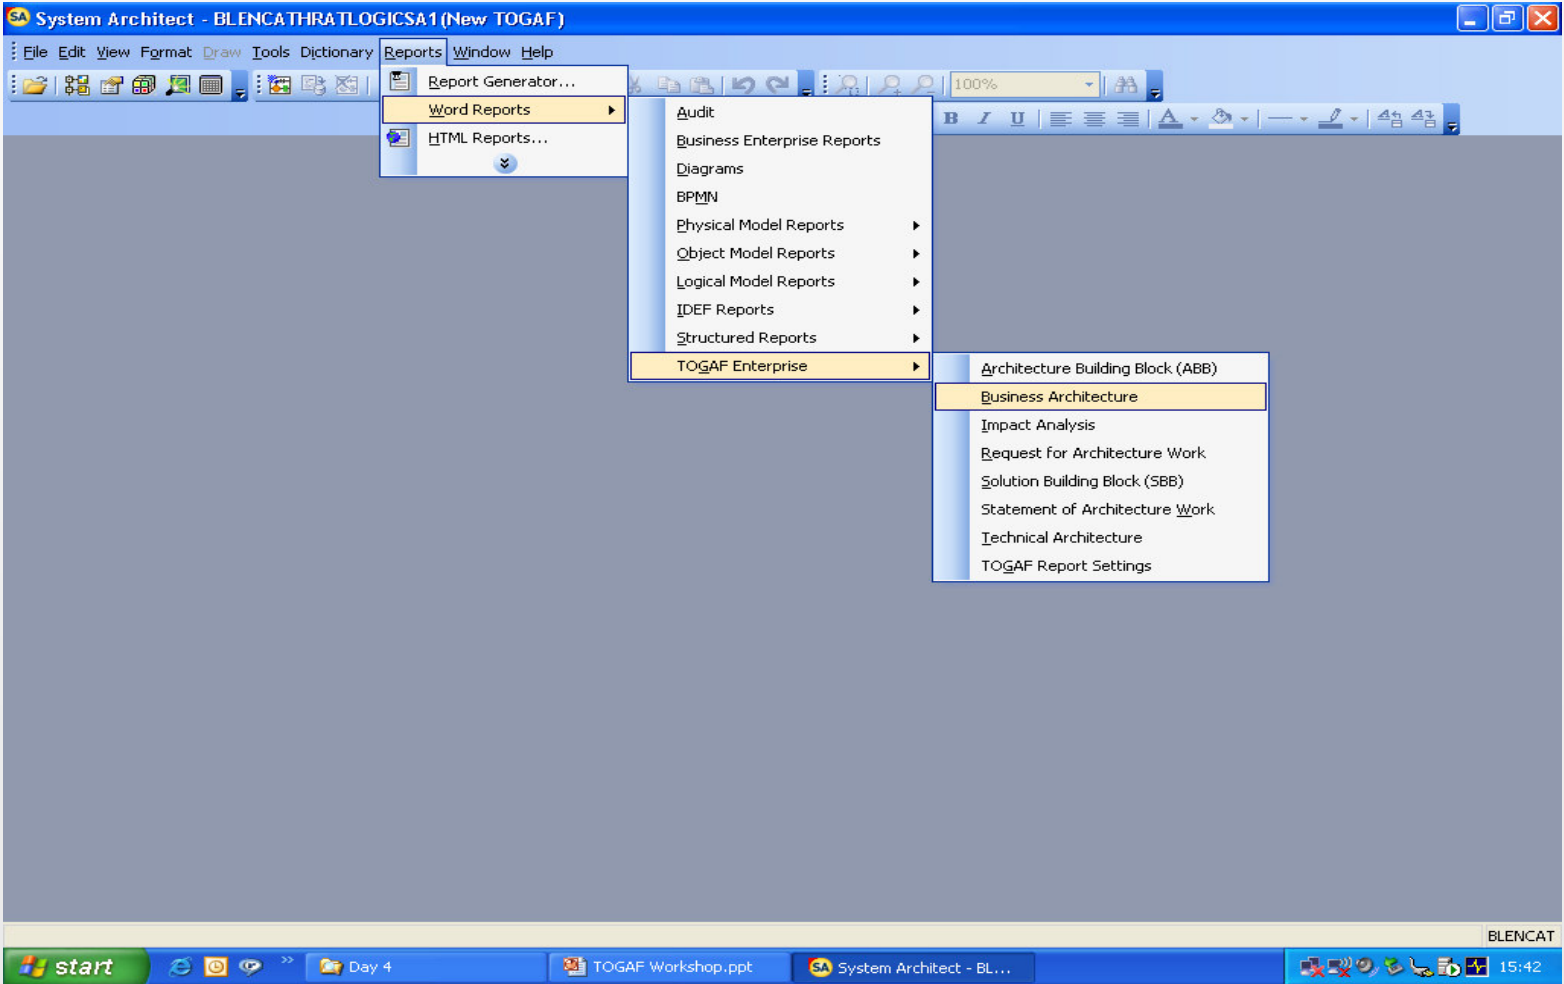 SA System Architect - BLENCATHRATLOGICSA1(New TOGAF)
File Edit View Format Draw Tools Dictionary Reports Window Help
100%
B I U A
Report Generator...
Word Reports
HTML Reports...
Audit
Business Enterprise Reports
Diagrams
BPMN
Physical Model Reports
Object Model Reports
Logical Model Reports
IDEF Reports
Structured Reports
TOGAF Enterprise
Architecture Building Block (ABB)
Business Architecture
Impact Analysis
Request for Architecture Work
Solution Building Block (SBB)
Statement of Architecture Work
Technical Architecture
TOGAF Report Settings
BLENCAT
start Day 4 TOGAF Workshop.ppt SA System Architect - BL... 15:42